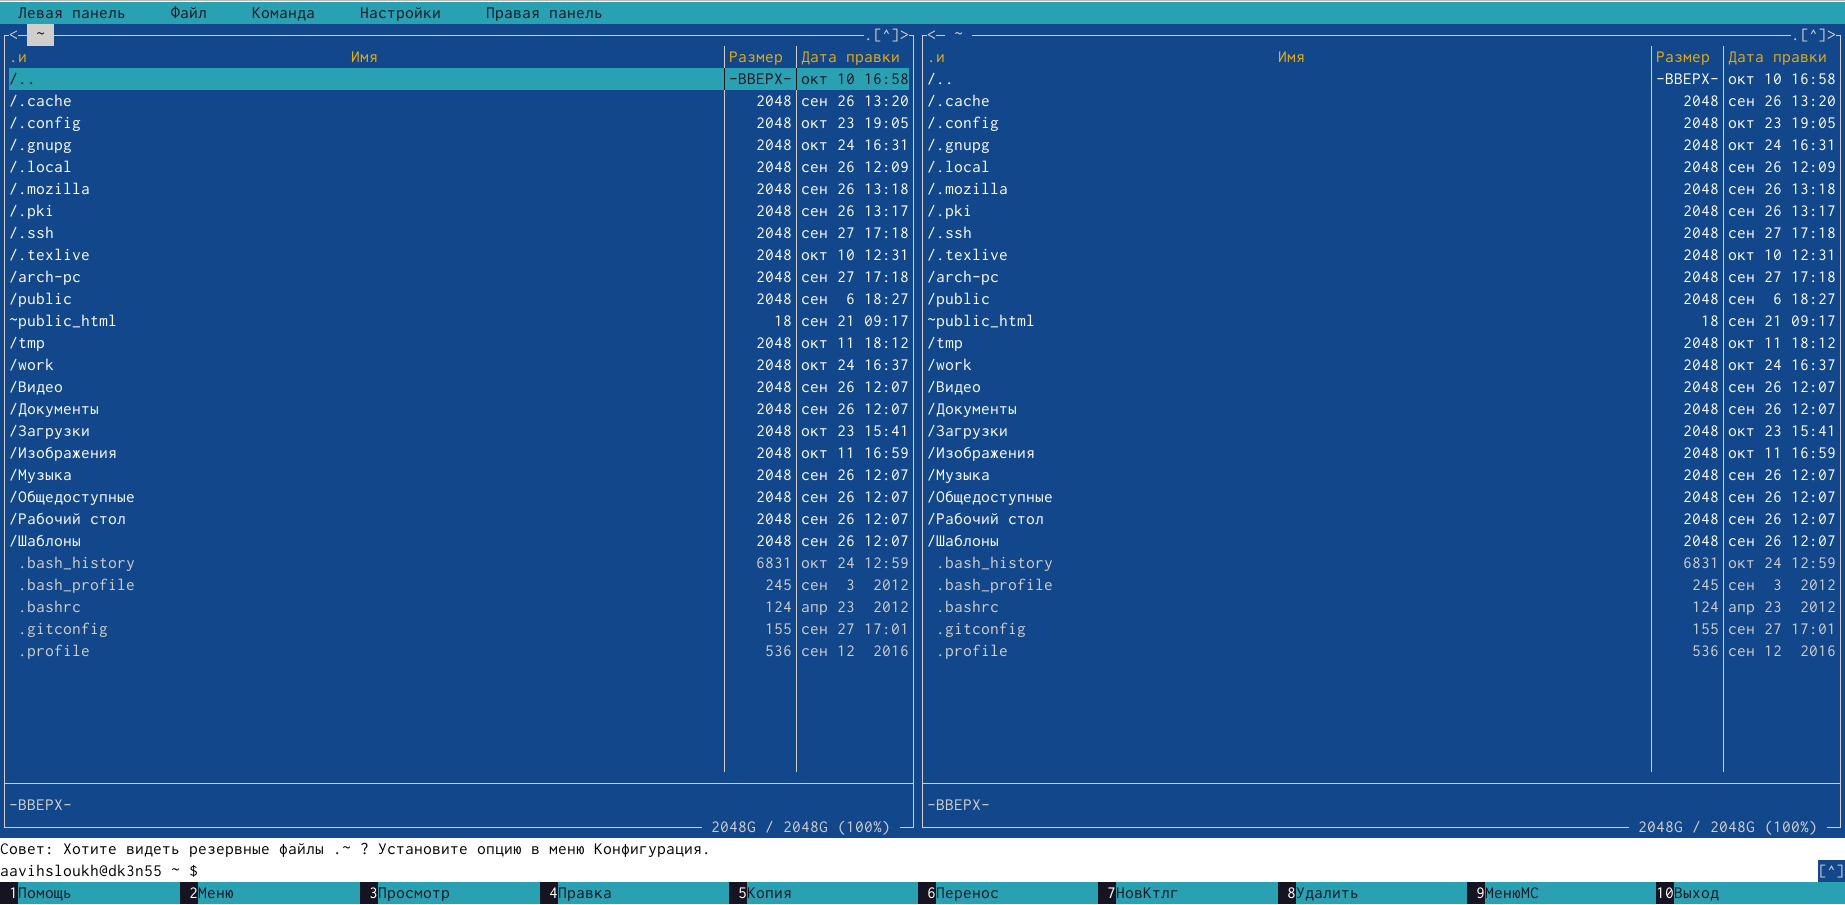 Левая панель Файл Команда Настройки Правая панель
<─ ~ .[^]> <─ ~ .[^]>
.и Имя Размер Дата правки .и Имя Размер Дата правки
/.. -ВВЕРХ- окт 10 16:58 /.. -ВВЕРХ- окт 10 16:58
/.cache 2048 сен 26 13:20 /.cache 2048 сен 26 13:20
/.config 2048 окт 23 19:05 /.config 2048 окт 23 19:05
/.gnupg 2048 окт 24 16:31 /.gnupg 2048 окт 24 16:31
/.local 2048 сен 26 12:09 /.local 2048 сен 26 12:09
/.mozilla 2048 сен 26 13:18 /.mozilla 2048 сен 26 13:18
/.pki 2048 сен 26 13:17 /.pki 2048 сен 26 13:17
/.ssh 2048 сен 27 17:18 /.ssh 2048 сен 27 17:18
/.texlive 2048 окт 10 12:31 /.texlive 2048 окт 10 12:31
/arch-pc 2048 сен 27 17:18 /arch-pc 2048 сен 27 17:18
/public 2048 сен 6 18:27 /public 2048 сен 6 18:27
~public_html 18 сен 21 09:17 ~public_html 18 сен 21 09:17
/tmp 2048 окт 11 18:12 /tmp 2048 окт 11 18:12
/work 2048 окт 24 16:37 /work 2048 окт 24 16:37
/Видео 2048 сен 26 12:07 /Видео 2048 сен 26 12:07
/Документы 2048 сен 26 12:07 /Документы 2048 сен 26 12:07
/Загрузки 2048 окт 23 15:41 /Загрузки 2048 окт 23 15:41
/Изображения 2048 окт 11 16:59 /Изображения 2048 окт 11 16:59
/Музыка 2048 сен 26 12:07 /Музыка 2048 сен 26 12:07
/Общедоступные 2048 сен 26 12:07 /Общедоступные 2048 сен 26 12:07
/Рабочий стол 2048 сен 26 12:07 /Рабочий стол 2048 сен 26 12:07
/Шаблоны 2048 сен 26 12:07 /Шаблоны 2048 сен 26 12:07
.bash_history 6831 окт 24 12:59 .bash_history 6831 окт 24 12:59
.bash_profile 245 сен 3 2012 .bash_profile 245 сен 3 2012
.bashrc 124 апр 23 2012 .bashrc 124 апр 23 2012
.gitconfig 155 сен 27 17:01 .gitconfig 155 сен 27 17:01
.profile 536 сен 12 2016 .profile 536 сен 12 2016
-ВВЕРХ- -ВВЕРХ-
2048G / 2048G (100%) 2048G / 2048G (100%)
Совет: Хотите видеть резервные файлы .~ ? Установите опцию в меню Конфигурация.
aavihsloukh@dk3n55 ~ $ [^]
1Помощь 2Меню 3Просмотр 4Правка 5Копия 6Перенос 7НовКтлг 8Удалить 9МенюMC 10Выход